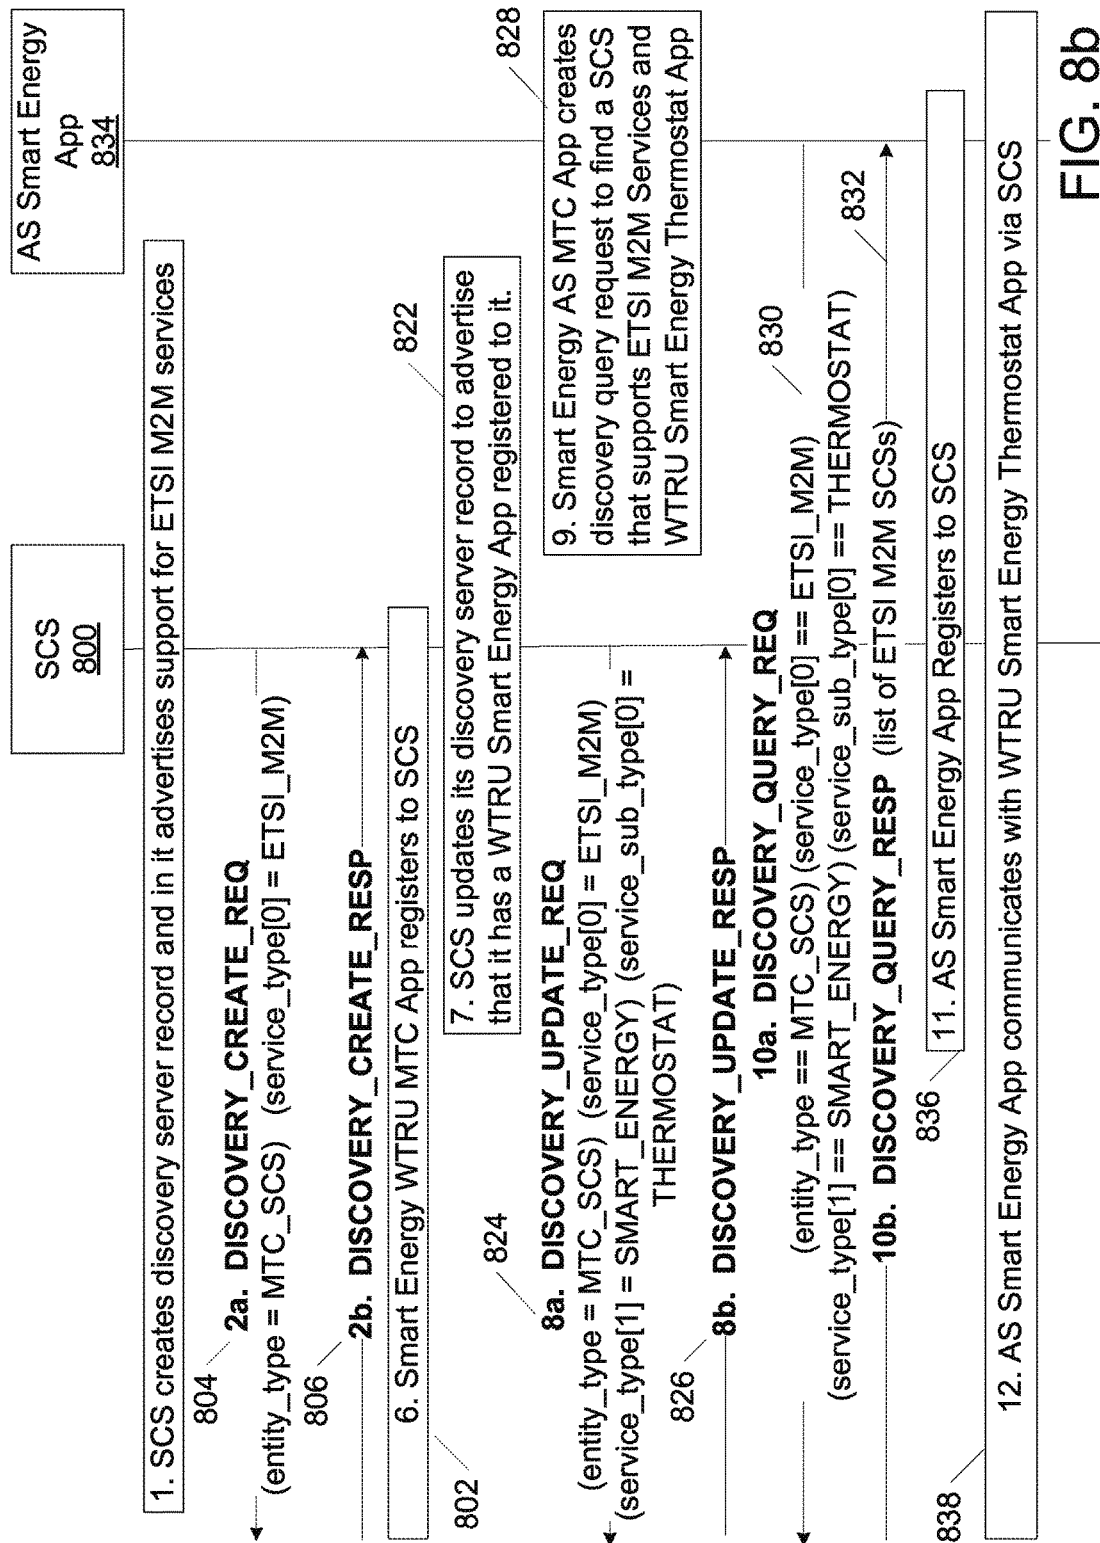 SCS
800
AS Smart Energy
App
834
1. SCS creates discovery server record and in it advertises support for ETSI M2M services
804
2a. DISCOVERY_CREATE_REQ
(entity_type = MTC_SCS) (service_type[0] = ETSI_M2M)
806
2b. DISCOVERY_CREATE_RESP
6. Smart Energy WTRU MTC App registers to SCS
802
822
7. SCS updates its discovery server record to advertise
that it has a WTRU Smart Energy App registered to it.
824
8a. DISCOVERY_UPDATE_REQ
(entity_type = MTC_SCS) (service_type[0] = ETSI_M2M)
(service_type[1] = SMART_ENERGY) (service_sub_type[0] =
THERMOSTAT)
828
9. Smart Energy AS MTC App creates
discovery query request to find a SCS
that supports ETSI M2M Services and
WTRU Smart Energy Thermostat App
826
8b. DISCOVERY_UPDATE_RESP
10a. DISCOVERY_QUERY_REQ
830
(entity_type == MTC_SCS) (service_type[0] == ETSI_M2M)
(service_type[1] == SMART_ENERGY) (service_sub_type[0] == THERMOSTAT)
10b. DISCOVERY_QUERY_RESP (list of ETSI M2M SCSs)
832
836
11. AS Smart Energy App Registers to SCS
838
12. AS Smart Energy App communicates with WTRU Smart Energy Thermostat App via SCS
FIG. 8b